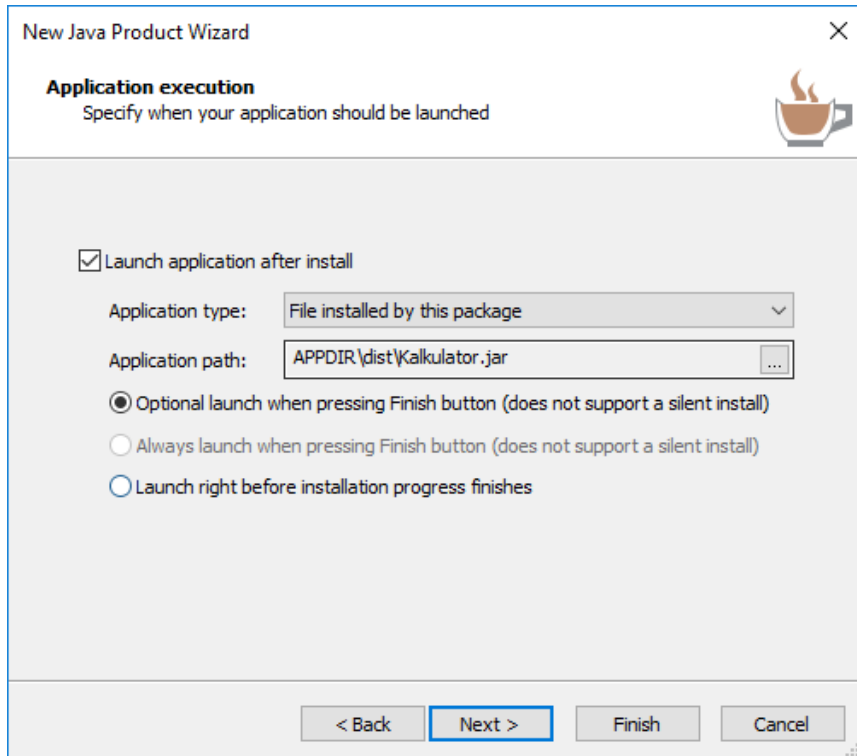 New Java Product Wizard
Application execution
Specify when your application should be launched
Launch application after install
Application type: File installed by this package
Application path: APPDIR\dist\Kalkulator.jar ...
Optional launch when pressing Finish button (does not support a silent install)
Always launch when pressing Finish button (does not support a silent install)
Launch right before installation progress finishes
< Back Next > Finish Cancel